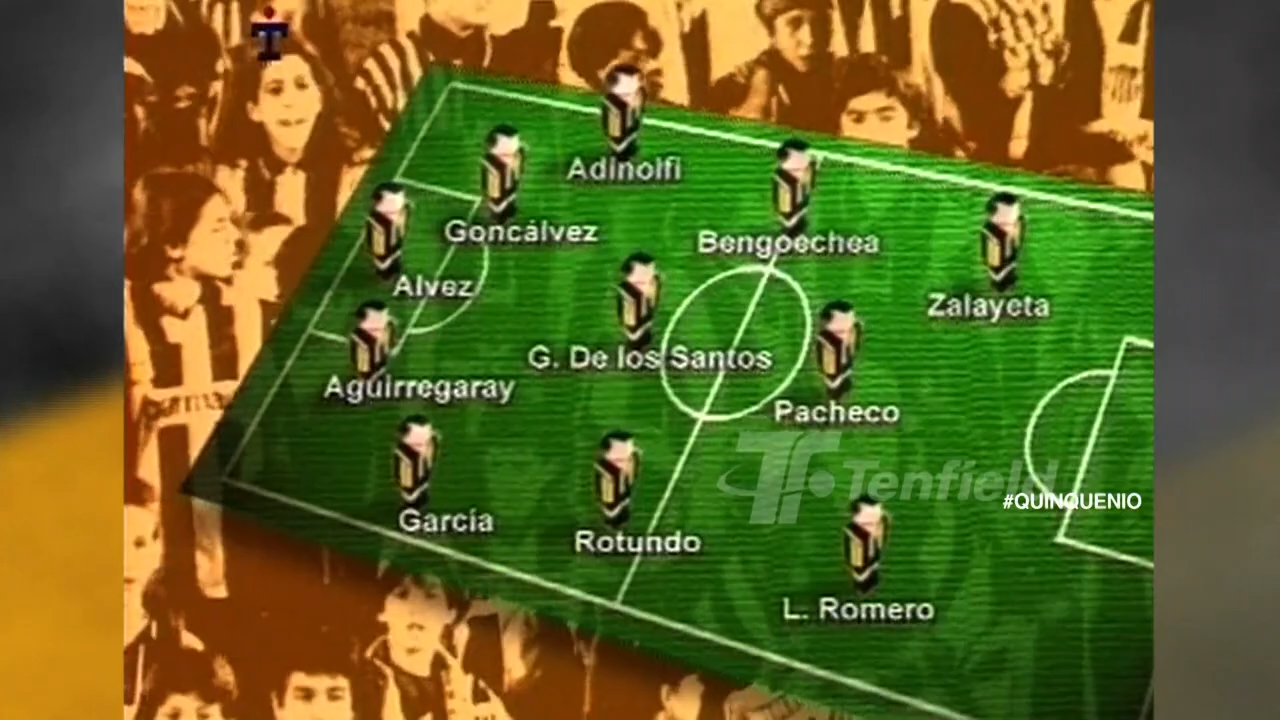 Adinolfi
Goncálvez
Bengoechea
Alvez
Zalayeta
G. De los Santos
Aguirregaray
Pacheco
Tenfield
#QUINQUENIO
García
Rotundo
L. Romero